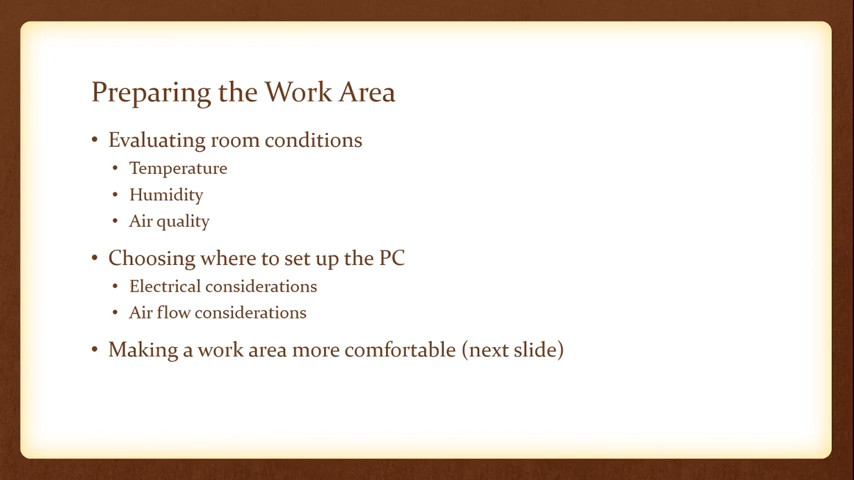 Preparing the Work Area
• Evaluating room conditions
• Temperature
• Humidity
• Air quality
• Choosing where to set up the PC
• Electrical considerations
• Air flow considerations
• Making a work area more comfortable (next slide)